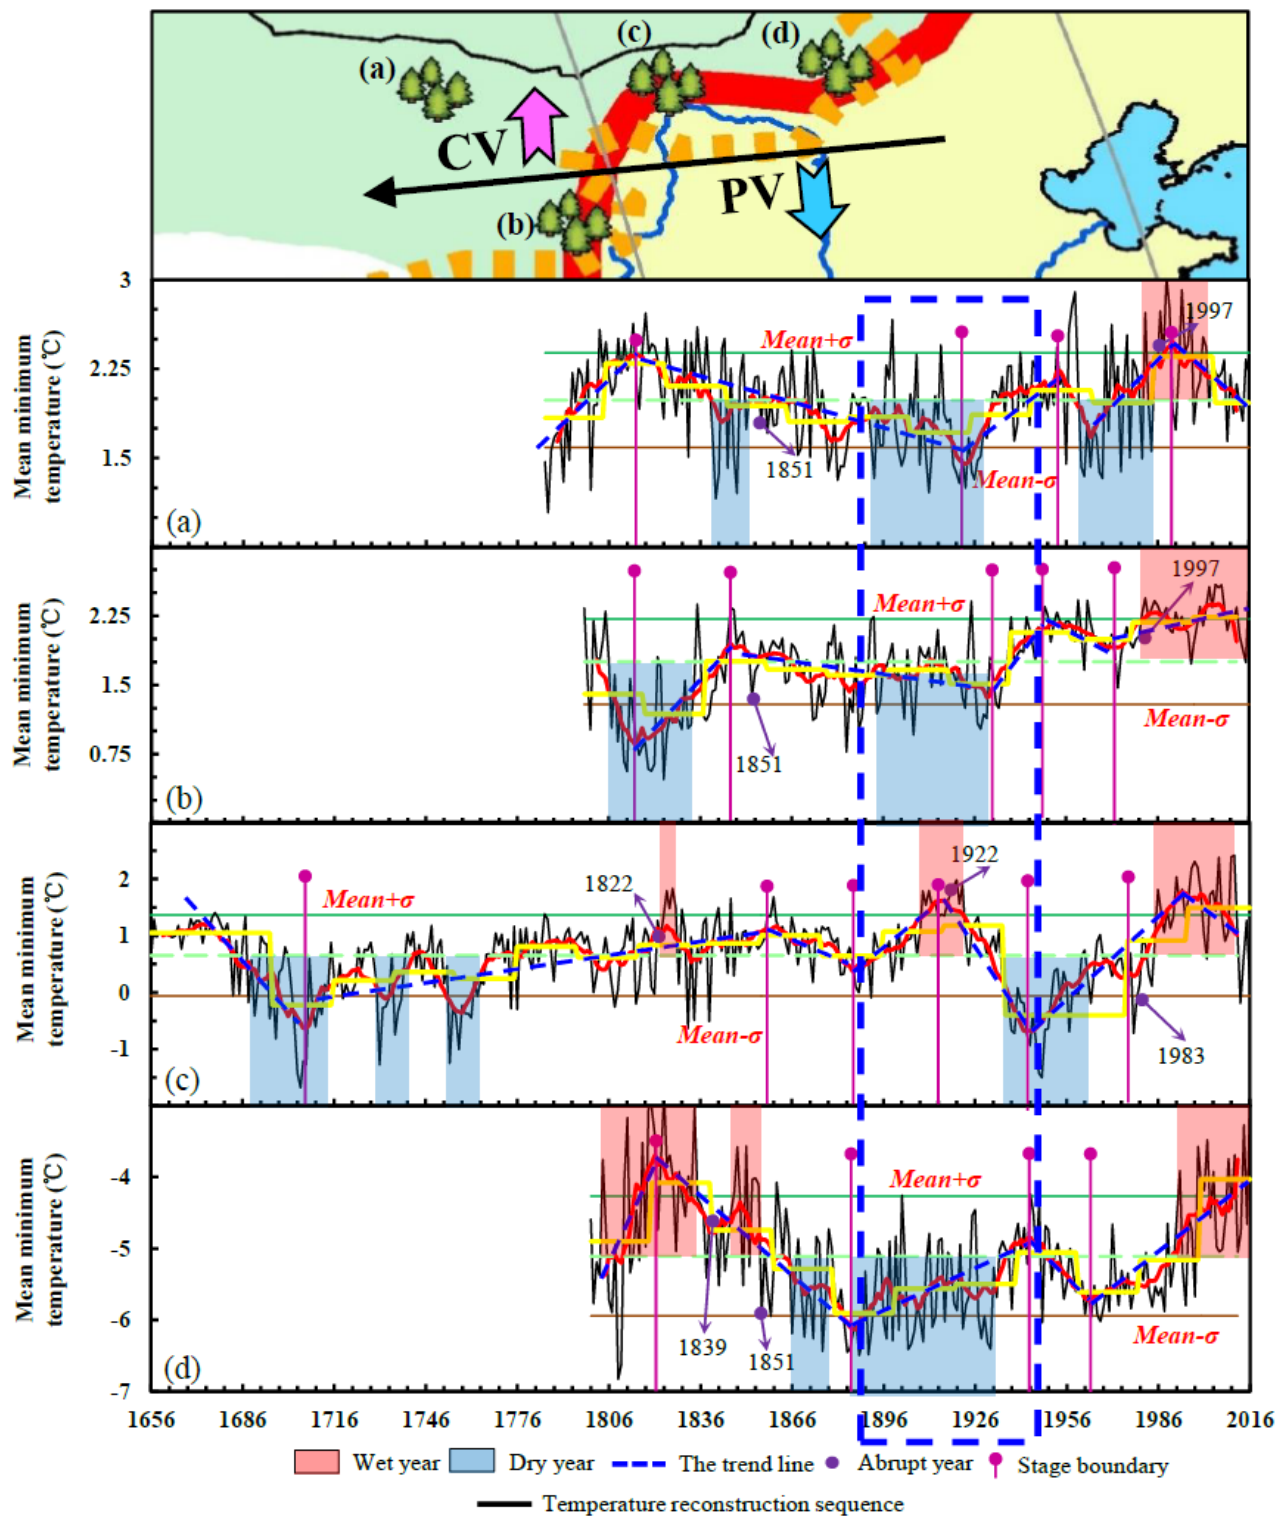 (c)
(d)
(a)
CV
PV
(b)
3
2.25
1.5
Mean minimum
temperature (℃)
Mean+σ
1997
1851
Mean-σ
(a)
2.25
1.5
0.75
Mean minimum
temperature (℃)
Mean+σ
1997
Mean-σ
1851
(b)
2
1
0
-1
Mean minimum
temperature (℃)
Mean+σ
1822
1922
Mean-σ
1983
(c)
-4
-5
-6
-7
Mean minimum
temperature (℃)
Mean+σ
1839
1851
Mean-σ
(d)
1656 1686 1716 1746 1776 1806 1836 1866 1896 1926 1956 1986 2016
Wet year Dry year The trend line Abrupt year Stage boundary
Temperature reconstruction sequence